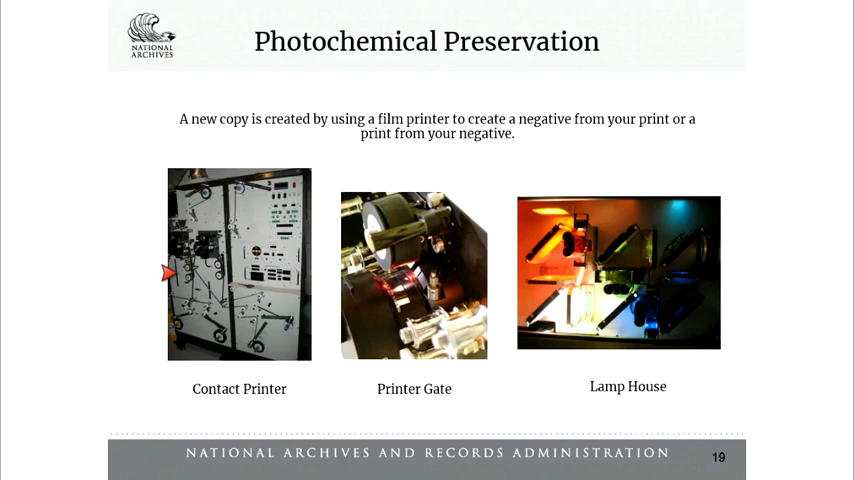 NATIONAL
ARCHIVES
Photochemical Preservation
A new copy is created by using a film printer to create a negative from your print or a
print from your negative.
Contact Printer
Printer Gate
Lamp House
NATIONAL ARCHIVES AND RECORDS ADMINISTRATION
19